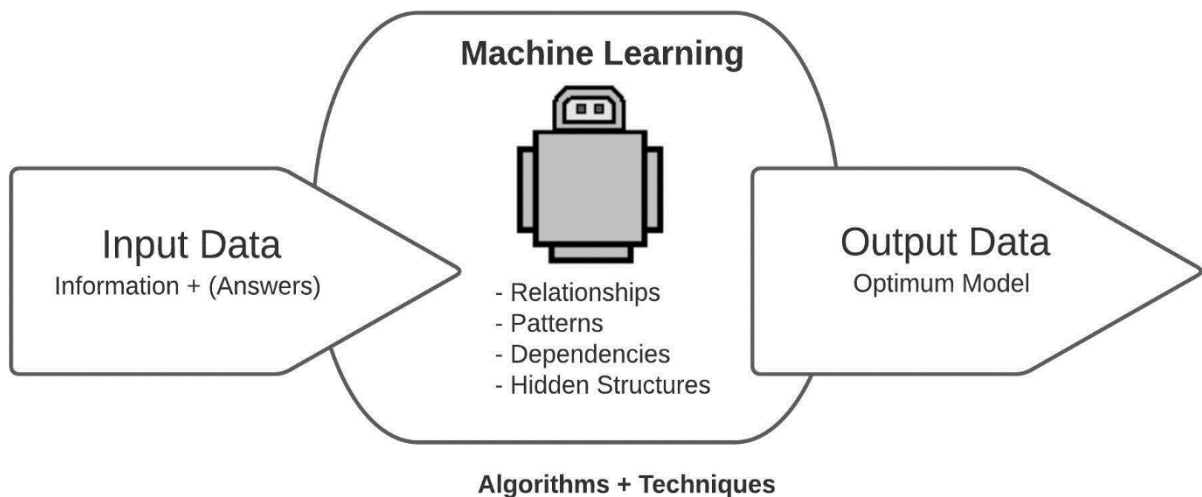 Machine Learning
Input Data
Information + (Answers)
- Relationships
- Patterns
- Dependencies
- Hidden Structures
Output Data
Optimum Model
Algorithms + Techniques